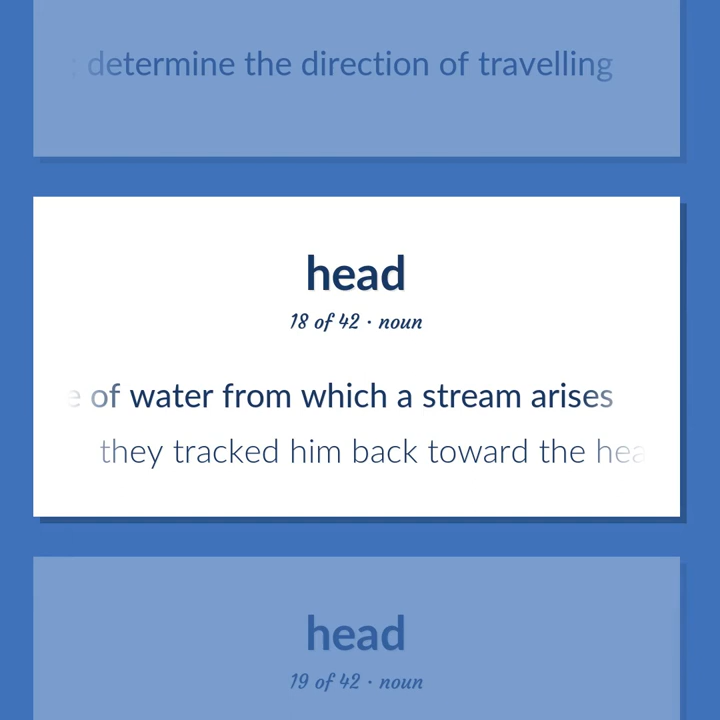 determine the direction of travelling
head
18 of 42 · noun
e of water from which a stream arises
they tracked him back toward the hea
head
19 of 42 · noun